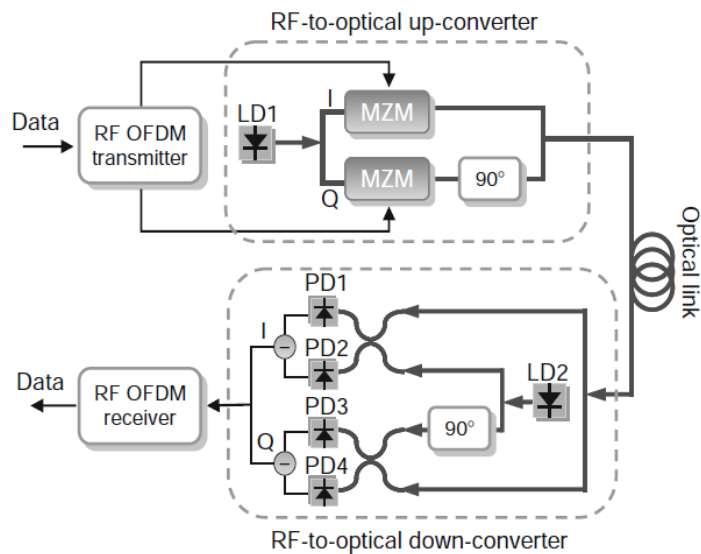 RF-to-optical up-converter
Data
RF OFDM
transmitter
LD1
I
MZM
Q
MZM
90°
Optical link
PD1
I
−
PD2
LD2
Data
RF OFDM
receiver
PD3
90°
Q
−
PD4
RF-to-optical down-converter